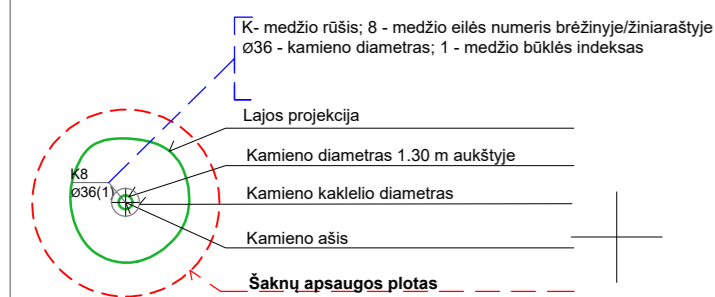 K- medžio rūšis; 8 - medžio eilės numeris brėžinyje/žiniaraštyje
Ø36 - kamieno diametras; 1 - medžio būklės indeksas
Lajos projekcija
Kamieno diametras 1.30 m aukštyje
K8
Ø36(1)
Kamieno kaklelio diametras
Kamieno ašis
Šaknų apsaugos plotas